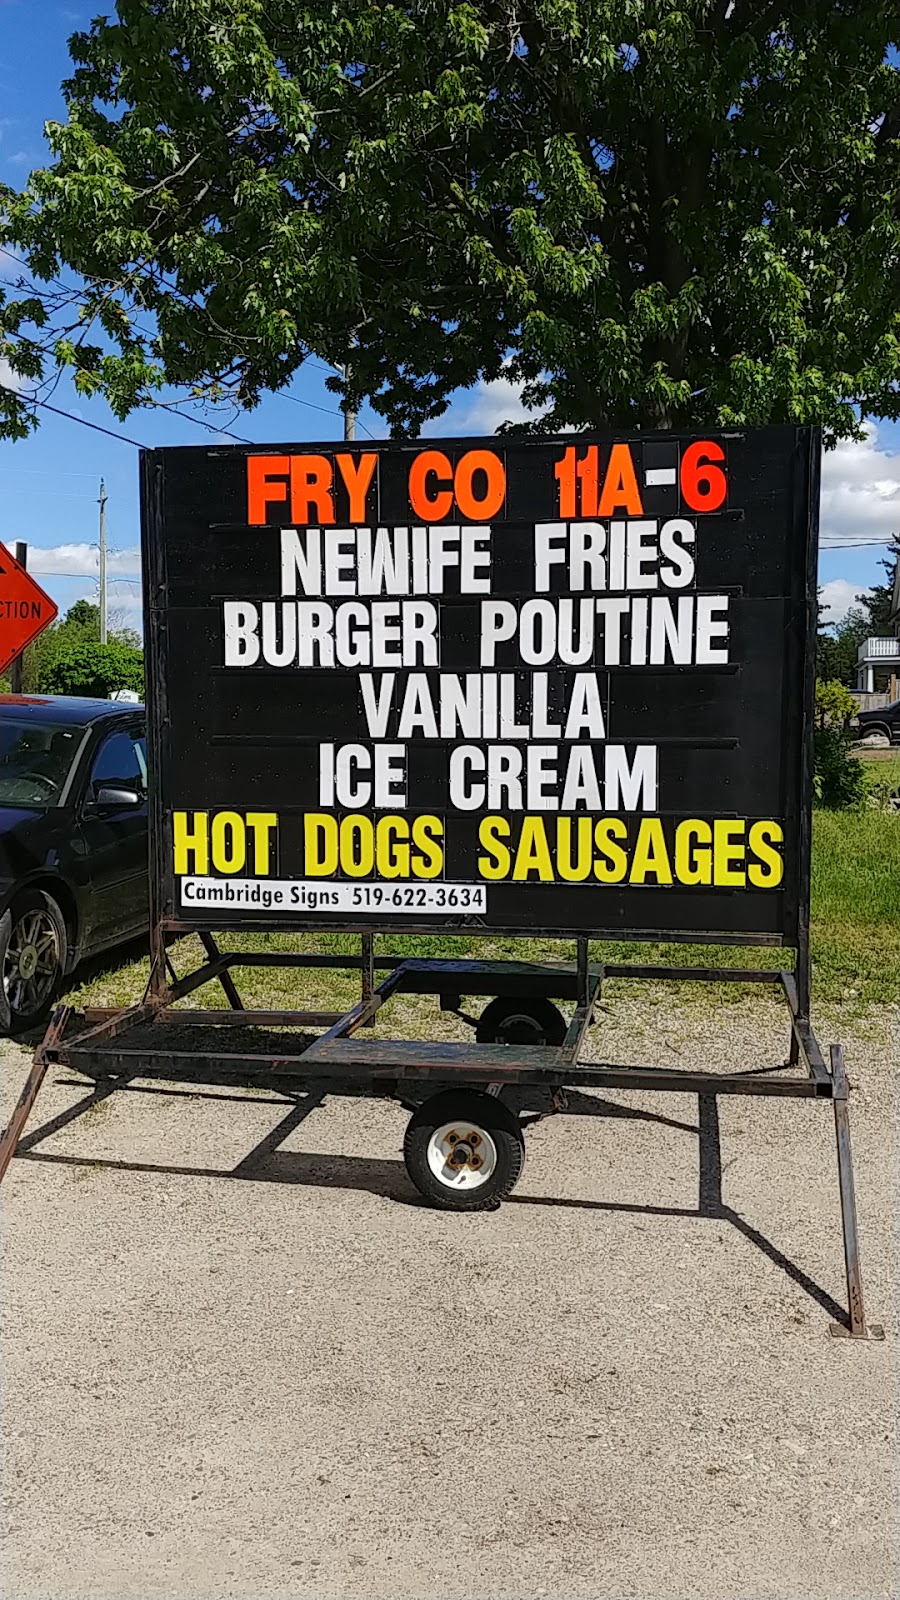 FRY CO 11A-6
NEWIFE FRIES
BURGER POUTINE
VANILLA
ICE CREAM
HOT DOGS SAUSAGES
Cambridge Signs 519-622-3634
CTION